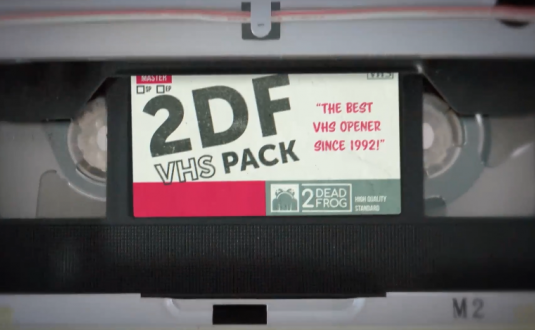 MASTER
VHS
SP EP
2DF
VHS PACK
"THE BEST
VHS OPENER
SINCE 1992!"
2 DEAD
FROG
HIGH QUALITY
STANDARD
M2